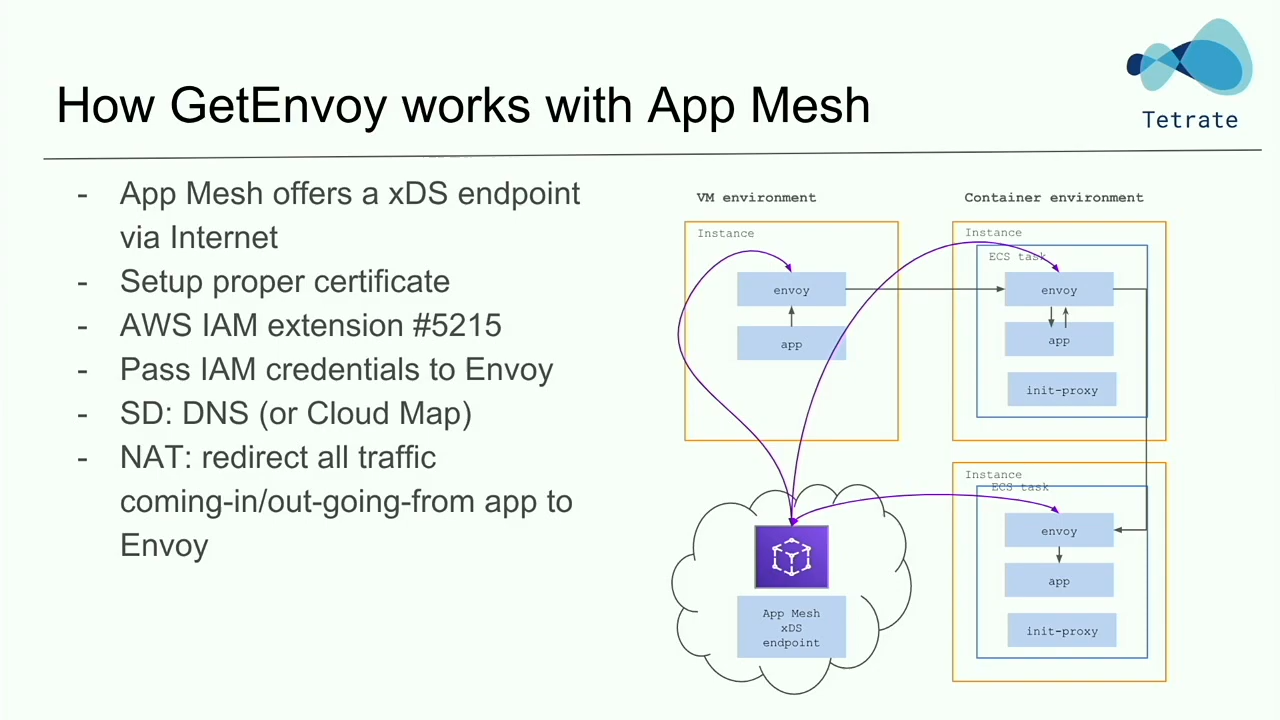 Tetrate
How GetEnvoy works with App Mesh
- App Mesh offers a xDS endpoint
via Internet
- Setup proper certificate
- AWS IAM extension #5215
- Pass IAM credentials to Envoy
- SD: DNS (or Cloud Map)
- NAT: redirect all traffic
coming-in/out-going-from app to
Envoy
VM environment
Instance
envoy
app
Container environment
Instance
ECS task
envoy
app
init-proxy
Instance
ECS task
envoy
app
init-proxy
App Mesh
xDS
endpoint